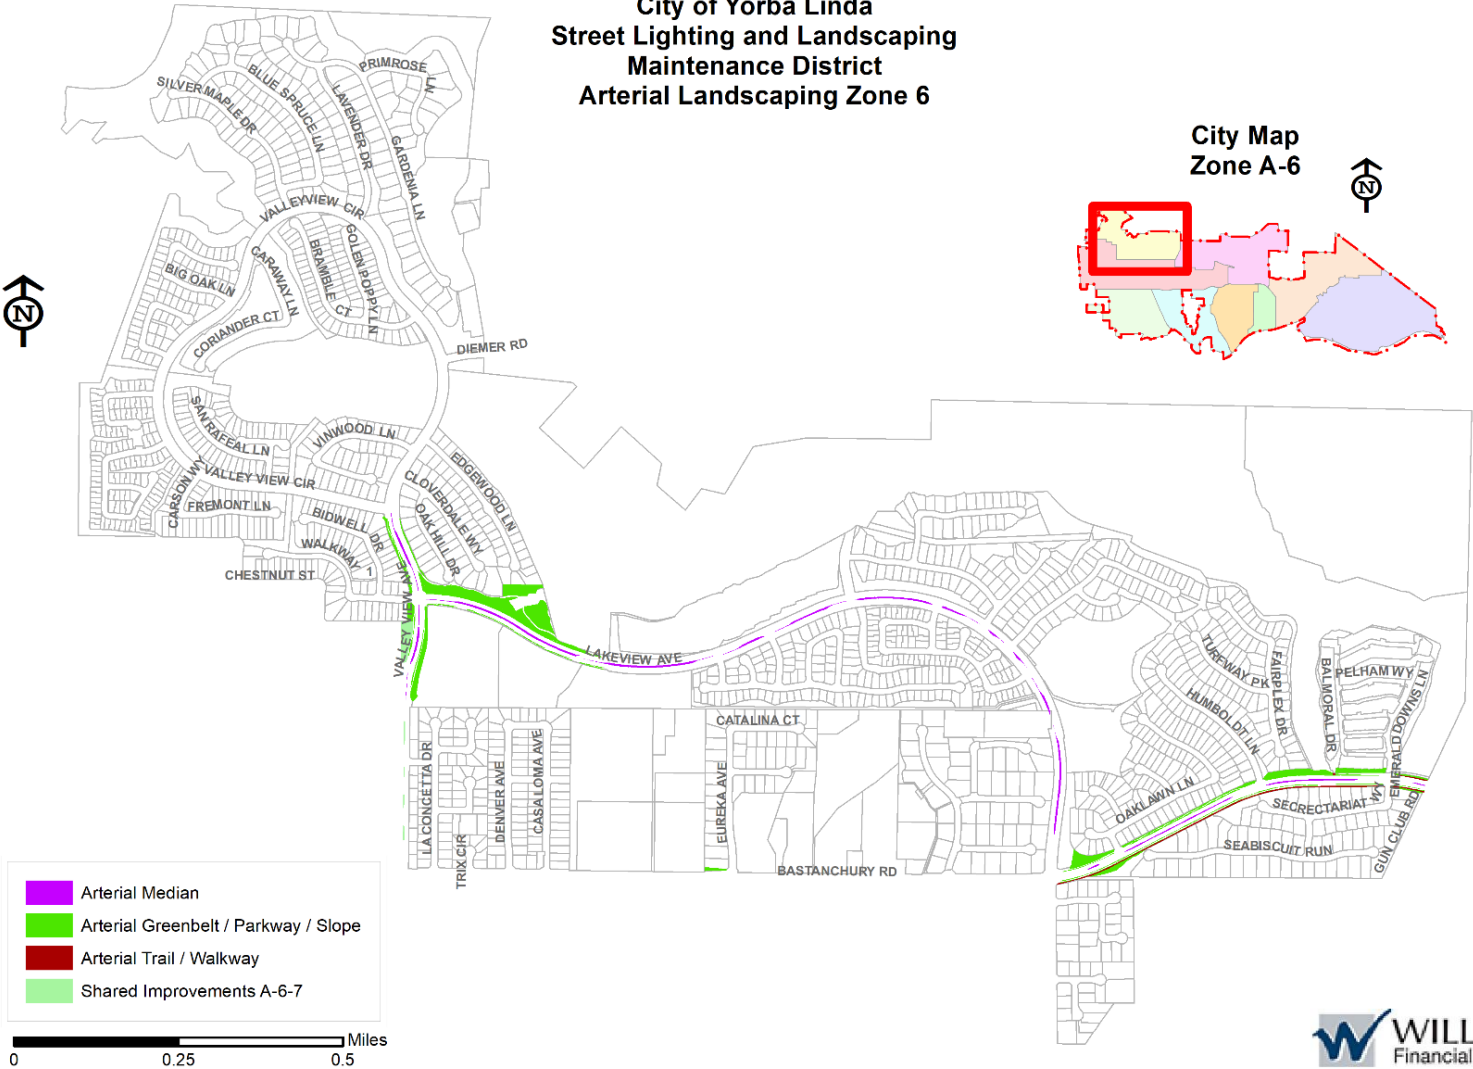 City of Yorba Linda
Street Lighting and Landscaping
Maintenance District
Arterial Landscaping Zone 6
City Map
Zone A-6
N
N
PRIMROSE LN
BLUE SPRUCE LN
SILVER MAPLE DR
LAVENDER DR
GARDENIA LN
VALLEYVIEW CIR
GOLEN POPPY LN
BRAMBLE CT
CARAWAY LN
BIG OAK LN
CORIANDER CT
DIEMER RD
SAN RAFEAL LN
VINWOOD LN
EDGEWOOD LN
CARSON WY
VALLEY VIEW CIR
CLOVERDALE WY
FREMONT LN
OAK HILL DR
BIDWELL DR
WALKWAY 1
CHESTNUT ST
VALLEY VIEW AVE
LAKEVIEW AVE
TURFWAY PK
FAIRPLEX DR
BALMORAL DR
PELHAM WY
EMERALD DOWNS LN
HUMBOLDT LN
CATALINA CT
LA CONCETTA DR
TRIX CIR
DENVER AVE
CASA LOMA AVE
EUREKA AVE
OAKLAWN LN
SECRECTARIAT WY
SEABISCUIT RUN
GUN CLUB RD
BASTANCHURY RD
Arterial Median
Arterial Greenbelt / Parkway / Slope
Arterial Trail / Walkway
Shared Improvements A-6-7
Miles
0 0.25 0.5
WILL
Financial